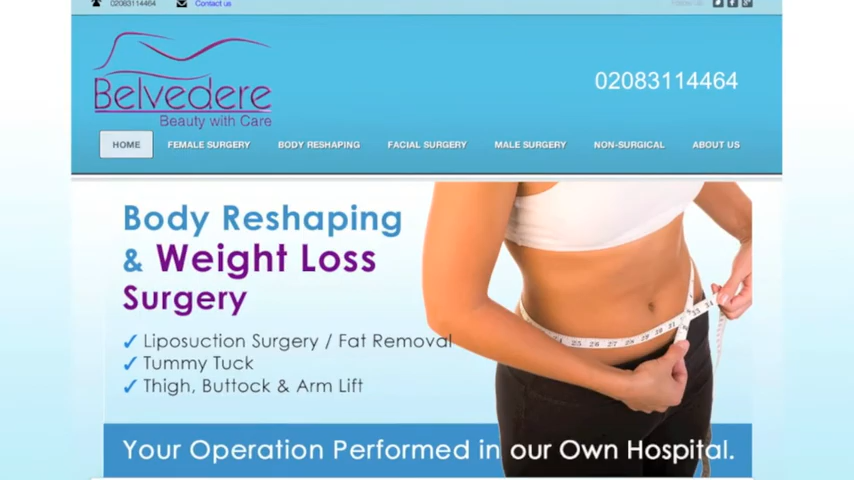 02083114464 Contact us
Belvedere
Beauty with Care
02083114464
HOME FEMALE SURGERY BODY RESHAPING FACIAL SURGERY MALE SURGERY NON-SURGICAL ABOUT US
Body Reshaping
& Weight Loss
Surgery
✓ Liposuction Surgery / Fat Removal
✓ Tummy Tuck
✓ Thigh, Buttock & Arm Lift
Your Operation Performed in our Own Hospital.